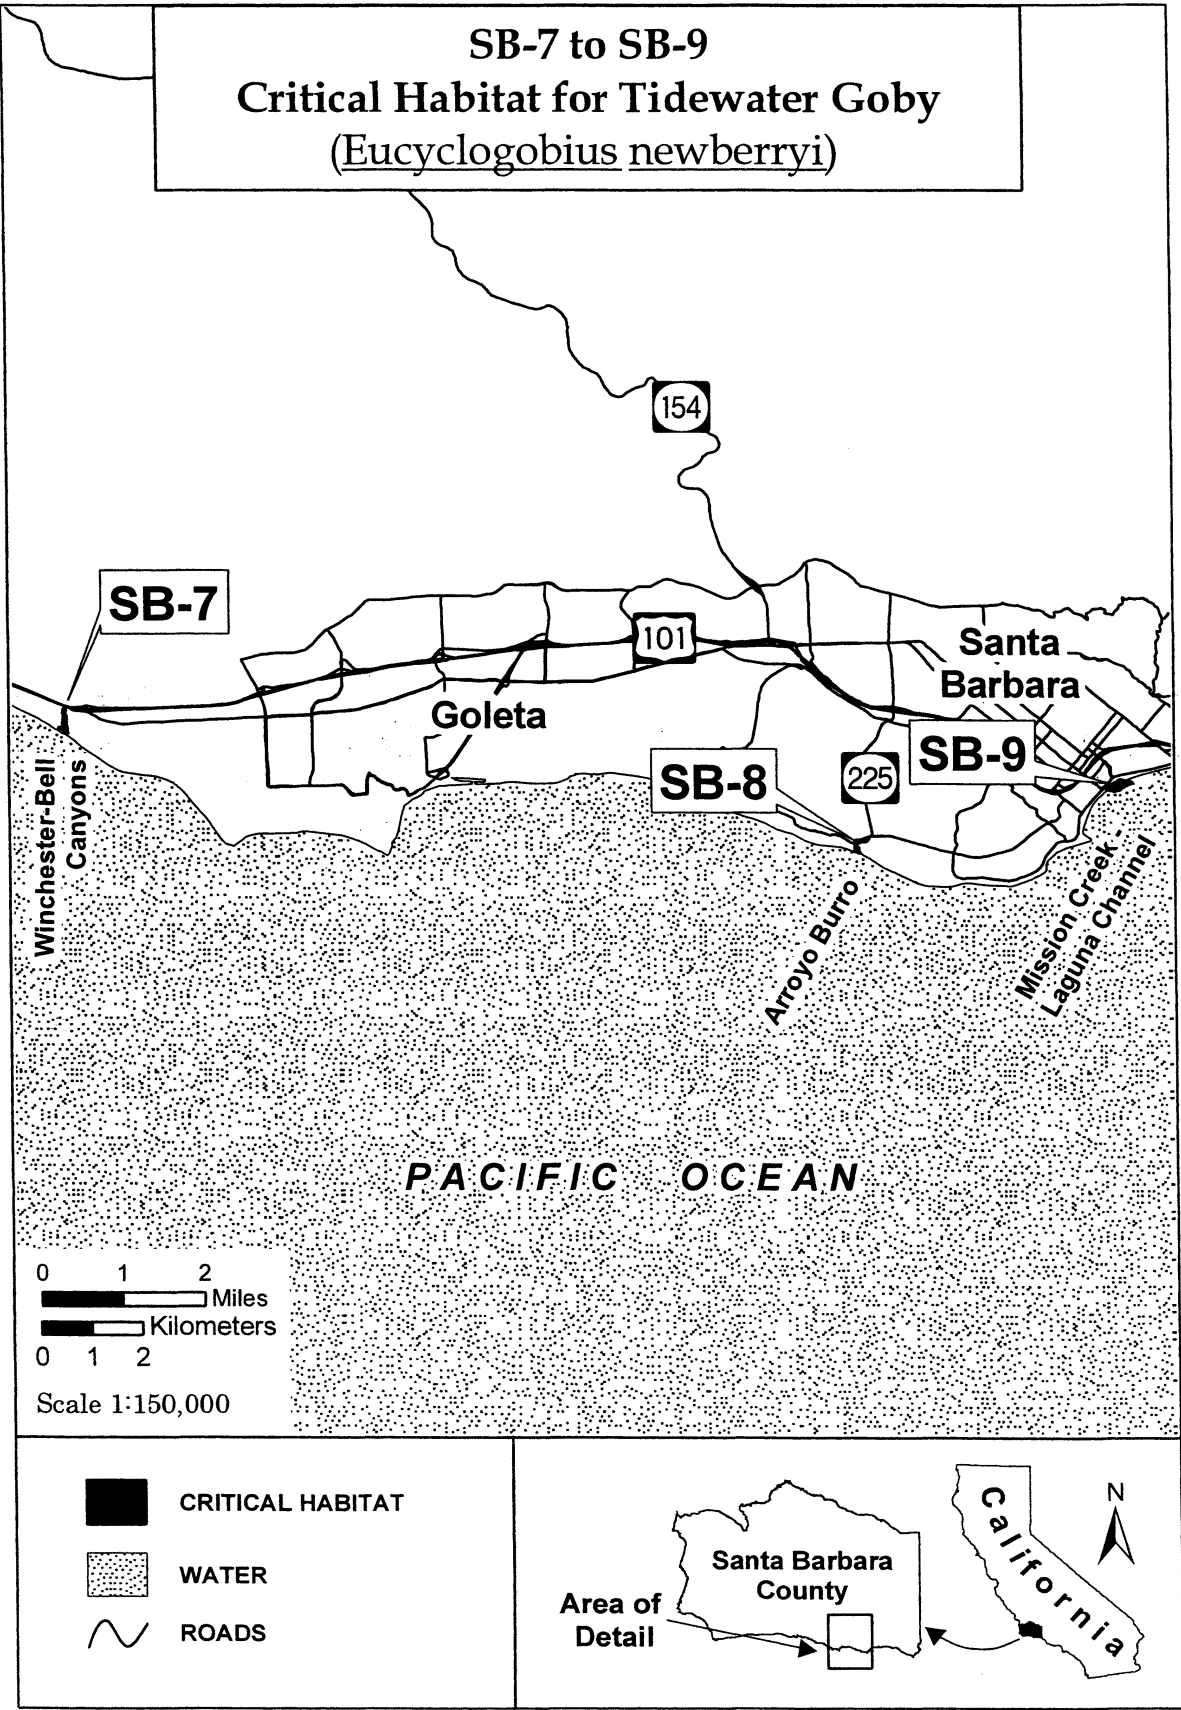 SB-7 to SB-9
Critical Habitat for Tidewater Goby
(Eucyclogobius newberryi)
154
SB-7
101
Santa
Barbara
Goleta
SB-9
SB-8
225
Winchester-Bell
Canyons
Arroyo Burro
Mission Creek -
Laguna Channel
PACIFIC OCEAN
0 1 2
Miles
Kilometers
0 1 2
Scale 1:150,000
CRITICAL HABITAT
WATER
ROADS
Santa Barbara
County
Area of
Detail
California
N